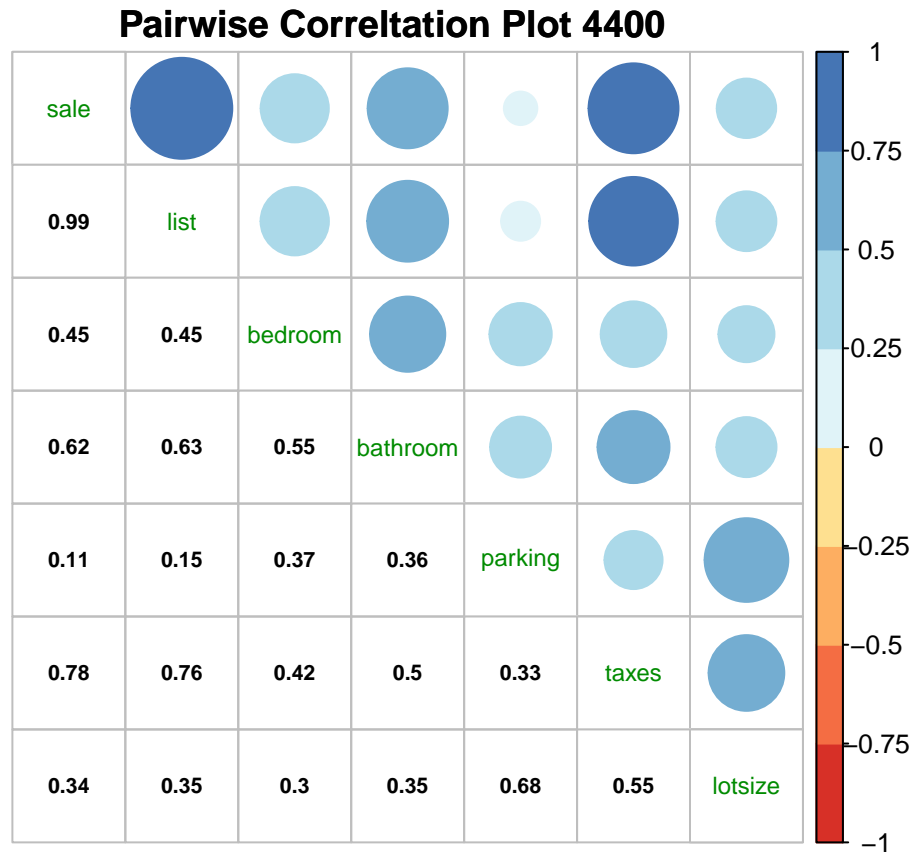 Pairwise Correltation Plot 4400
sale
0.99 list
0.45 0.45 bedroom
0.62 0.63 0.55 bathroom
0.11 0.15 0.37 0.36 parking
0.78 0.76 0.42 0.5 0.33 taxes
0.34 0.35 0.3 0.35 0.68 0.55 lotsize
1
0.75
0.5
0.25
0
−0.25
−0.5
−0.75
−1